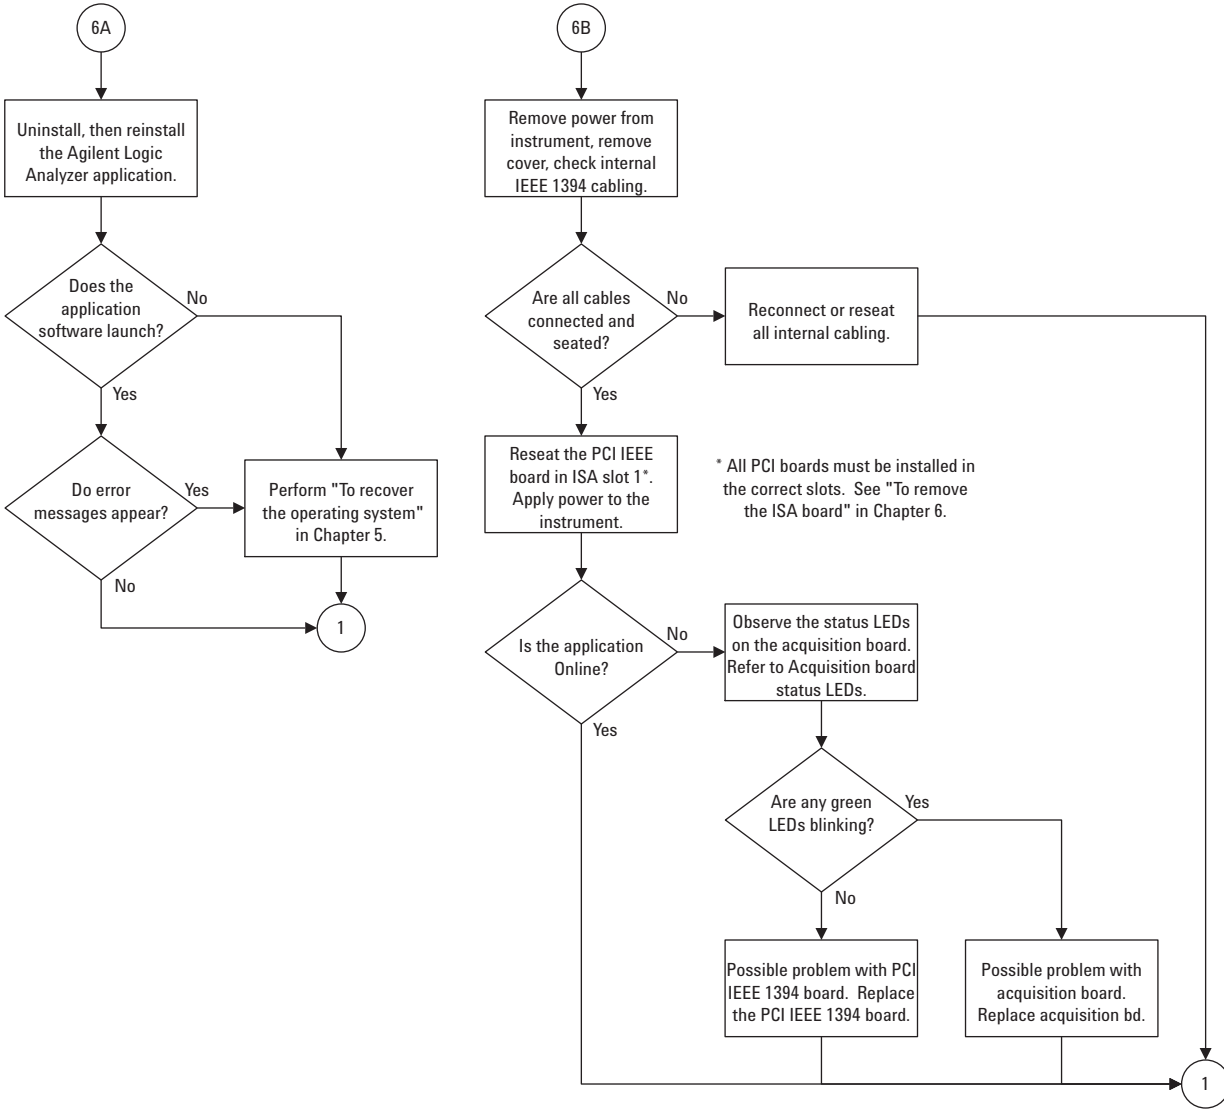 6A
Uninstall, then reinstall
the Agilent Logic
Analyzer application.
Does the
application
software launch?
No
Yes
Do error
messages appear?
Yes
No
Perform "To recover
the operating system"
in Chapter 5.
1
6B
Remove power from
instrument, remove
cover, check internal
IEEE 1394 cabling.
Are all cables
connected and
seated?
No
Yes
Reconnect or reseat
all internal cabling.
Reseat the PCI IEEE
board in ISA slot 1*.
Apply power to the
instrument.
* All PCI boards must be installed in
the correct slots. See "To remove
the ISA board" in Chapter 6.
Is the application
Online?
No
Yes
Observe the status LEDs
on the acquisition board.
Refer to Acquisition board
status LEDs.
Are any green
LEDs blinking?
Yes
No
Possible problem with PCI
IEEE 1394 board. Replace
the PCI IEEE 1394 board.
Possible problem with
acquisition board.
Replace acquisition bd.
1